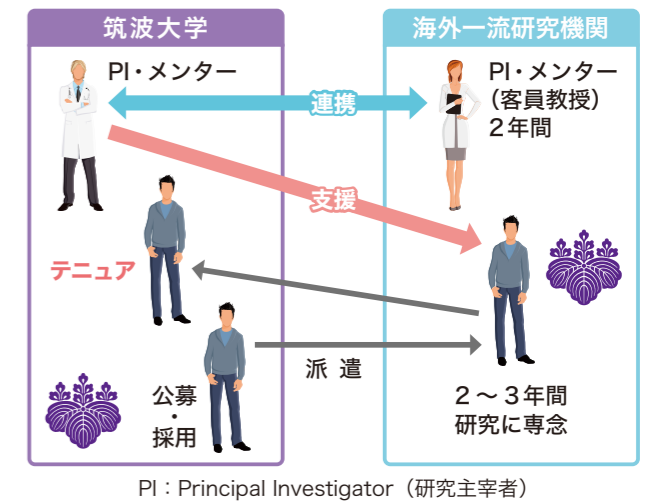 筑波大学
海外一流研究機関
PI・メンター
PI・メンター
（客員教授）
２年間
連携
支援
テニュア
派 遣
公募
・
採用
２〜３年間
研究に専念
PI：Principal Investigator（研究主宰者）